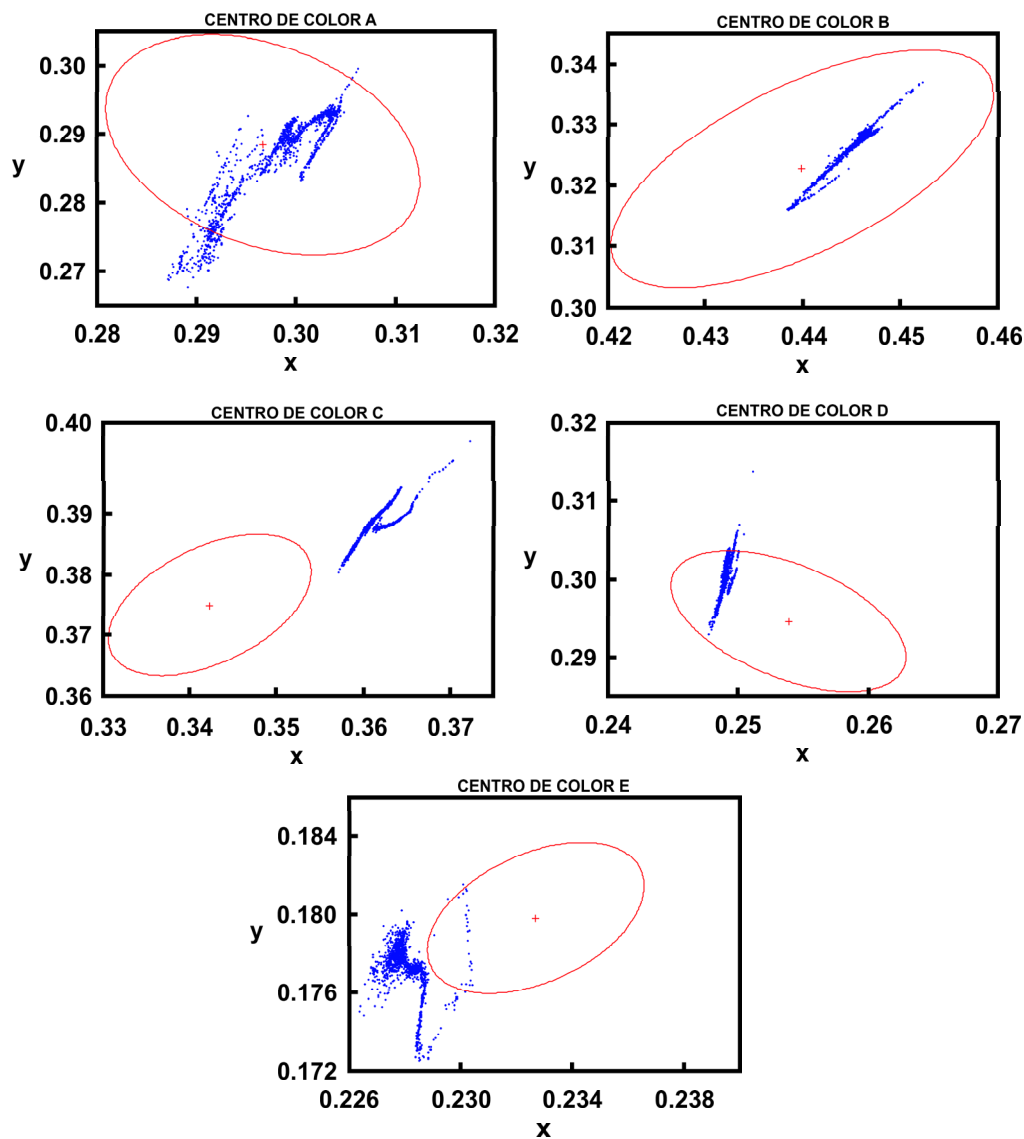 CENTRO DE COLOR A
0.30
0.29
0.28
0.27
y
0.28 0.29 0.30 0.31 0.32
x
CENTRO DE COLOR B
0.34
0.33
0.32
0.31
0.30
y
0.42 0.43 0.44 0.45 0.46
x
CENTRO DE COLOR C
0.40
0.39
0.38
0.37
0.36
y
0.33 0.34 0.35 0.36 0.37
x
CENTRO DE COLOR D
0.32
0.31
0.30
0.29
y
0.24 0.25 0.26 0.27
x
CENTRO DE COLOR E
0.184
0.180
0.176
0.172
y
0.226 0.230 0.234 0.238
x